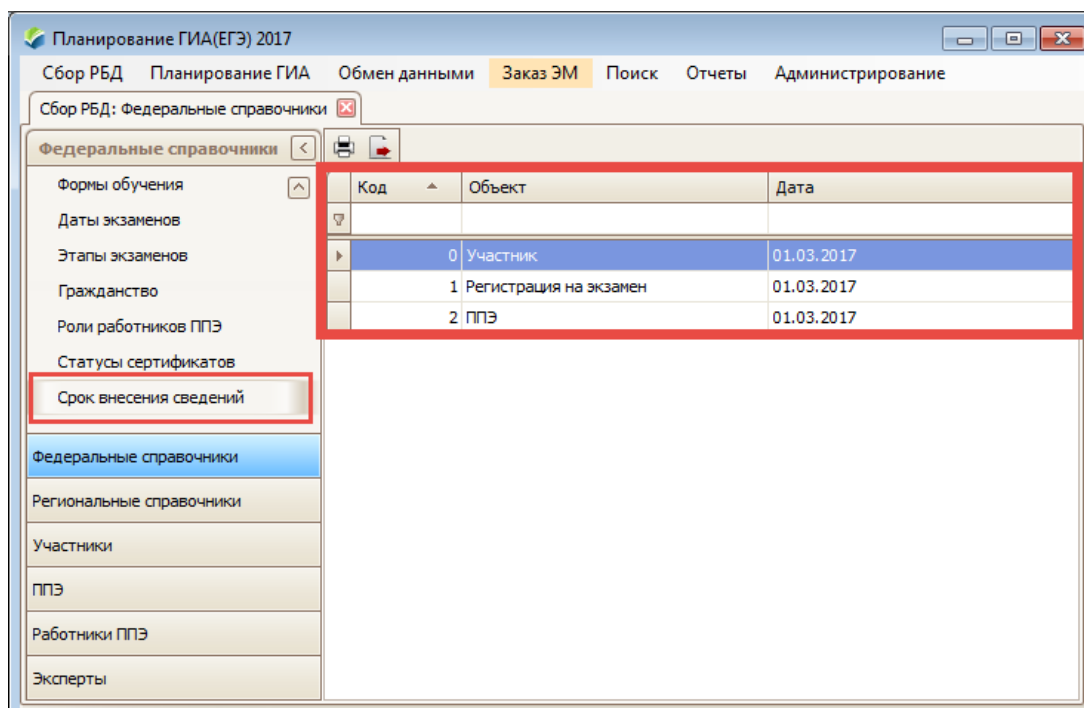 Планирование ГИА(ЕГЭ) 2017
Сбор РБД Планирование ГИА Обмен данными Заказ ЭМ Поиск Отчеты Администрирование
Сбор РБД: Федеральные справочники
Федеральные справочники
Формы обучения
Даты экзаменов
Этапы экзаменов
Гражданство
Роли работников ППЭ
Статусы сертификатов
Срок внесения сведений
Федеральные справочники
Региональные справочники
Участники
ППЭ
Работники ППЭ
Эксперты
Код Объект Дата
0 Участник 01.03.2017
1 Регистрация на экзамен 01.03.2017
2 ППЭ 01.03.2017